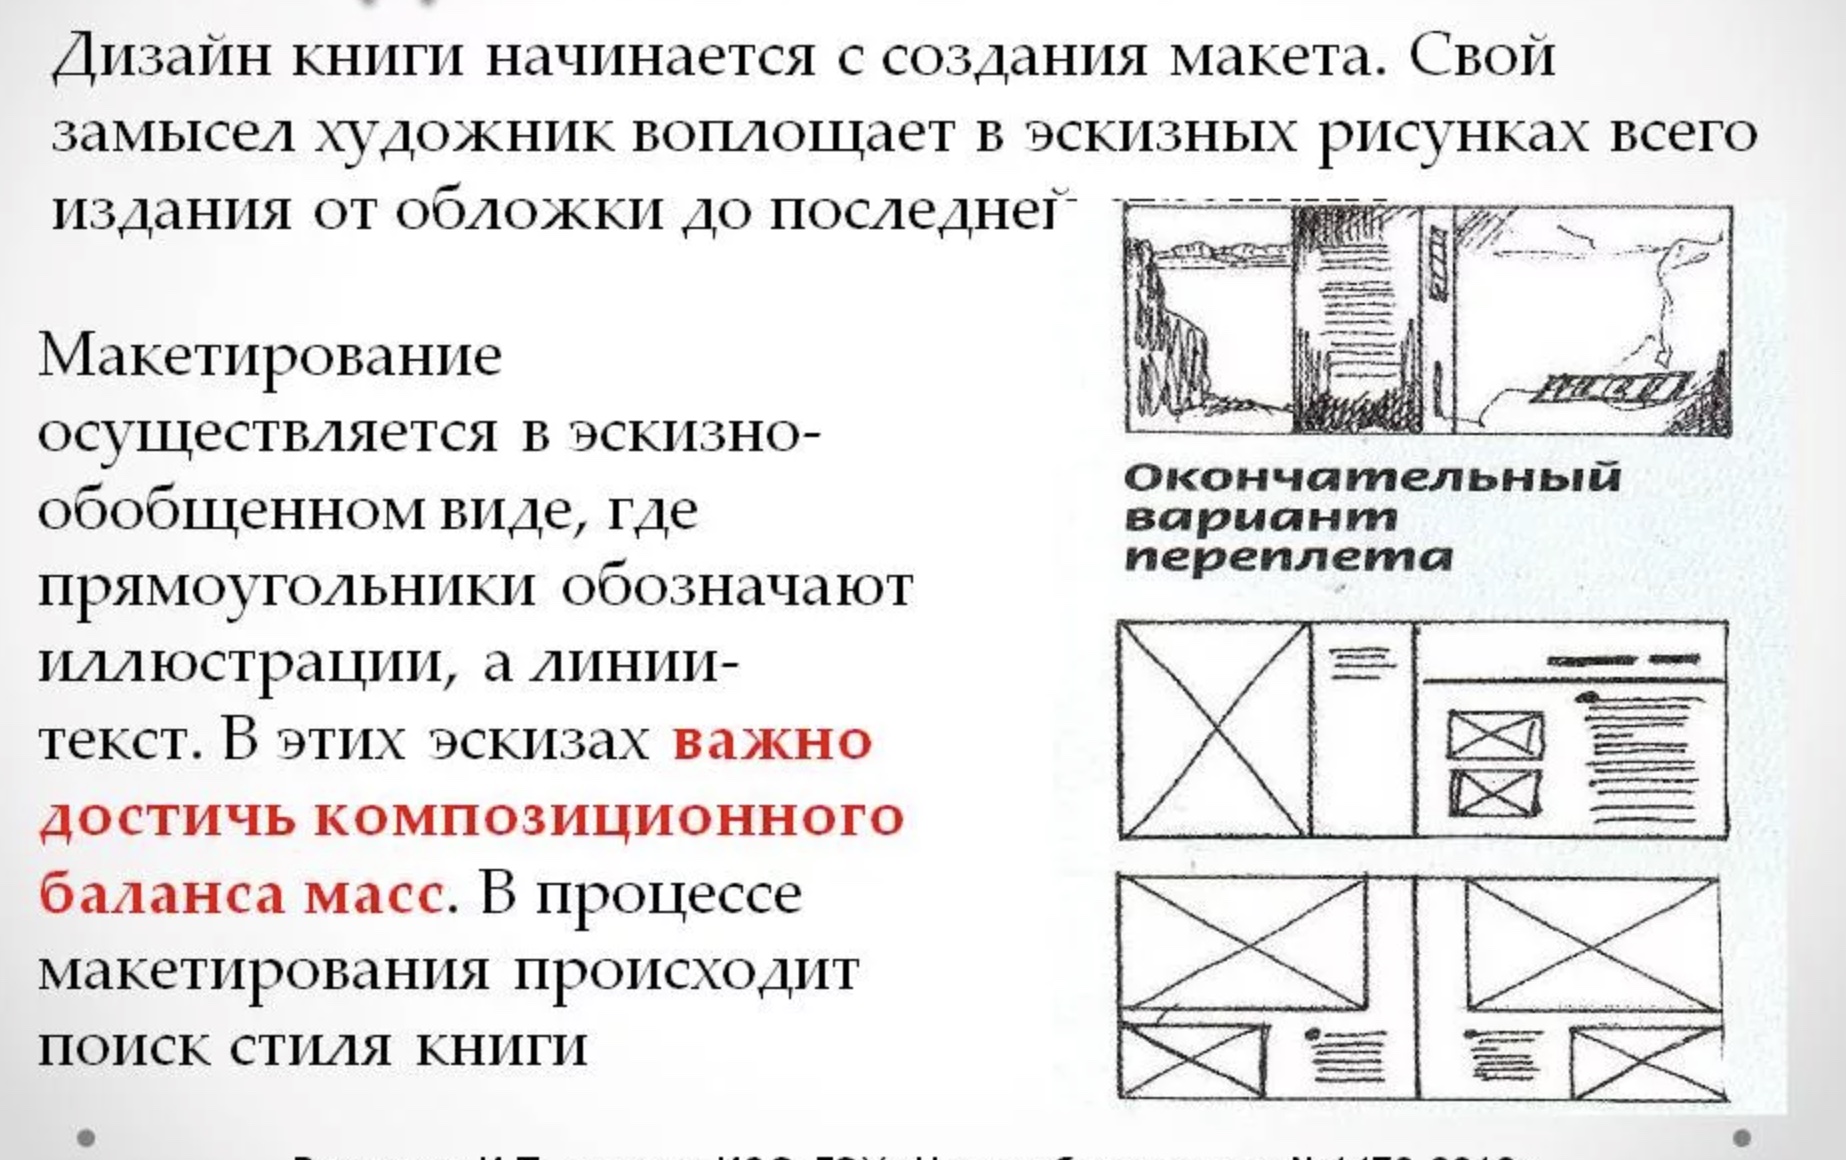 Дизайн книги начинается с создания макета. Свой
замысел художник воплощает в эскизных рисунках всего
издания от обложки до последней
Макетирование
осуществляется в эскизно-
обобщенном виде, где
прямоугольники обозначают
иллюстрации, а линии-
текст. В этих эскизах важно
достичь композиционного
баланса масс. В процессе
макетирования происходит
поиск стиля книги
Окончательный
вариант
переплета